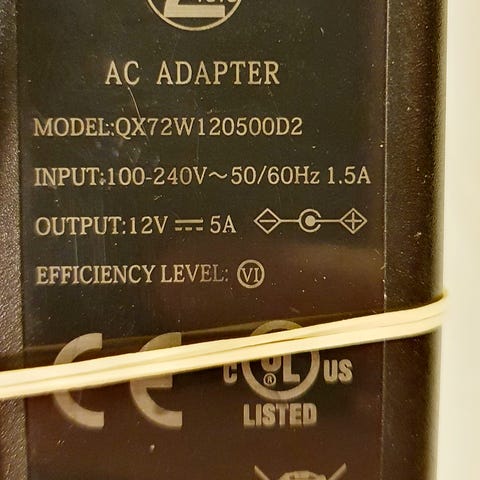 AC ADAPTER
MODEL:QX72W120500D2
INPUT:100-240V~50/60Hz 1.5A
OUTPUT:12V⎓5A
EFFICIENCY LEVEL: VI
CE
C UL® US
LISTED